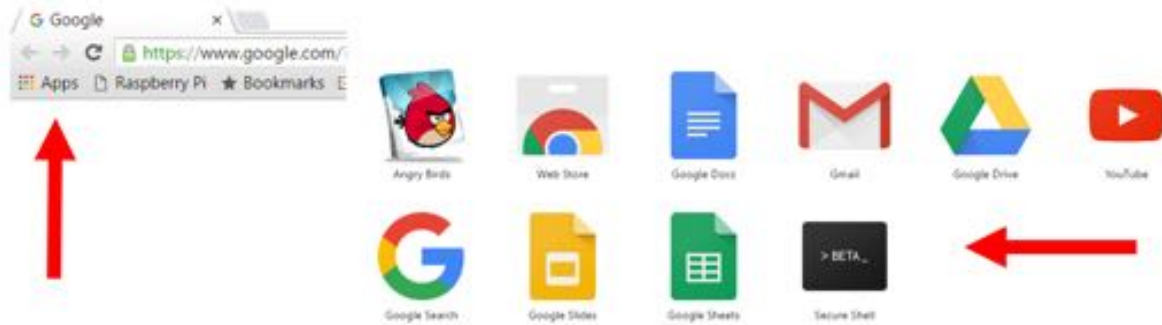 Google
https://www.google.com/
Apps Raspberry Pi Bookmarks
Angry Birds Web Store Google Docs Gmail Google Drive YouTube
> BETA_
Google Search Google Slides Google Sheets Secure Shell